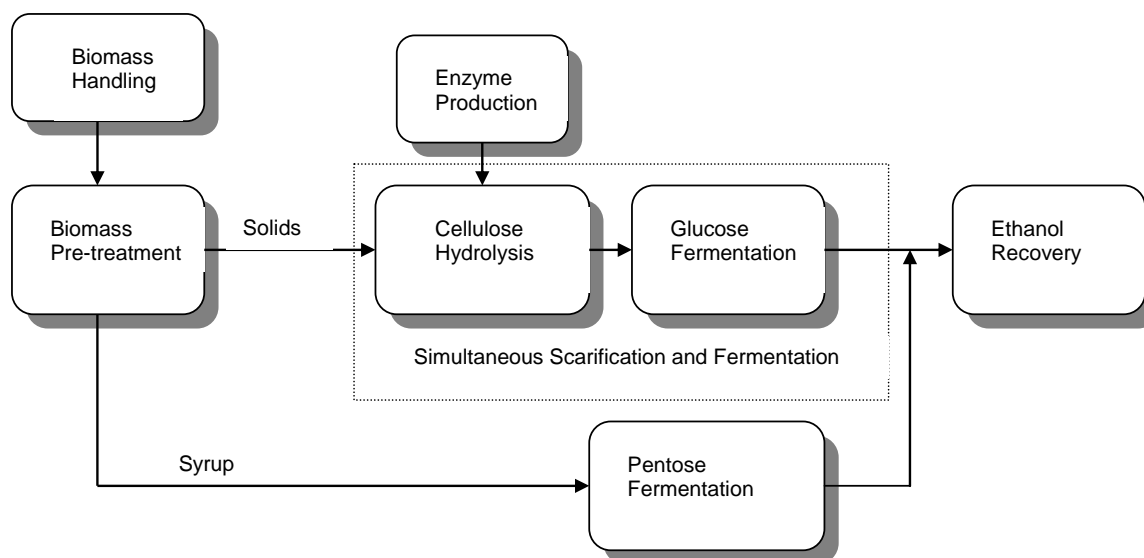 Biomass
Handling
Enzyme
Production
Biomass
Pre-treatment
Solids
Cellulose
Hydrolysis
Glucose
Fermentation
Ethanol
Recovery
Simultaneous Scarification and Fermentation
Syrup
Pentose
Fermentation